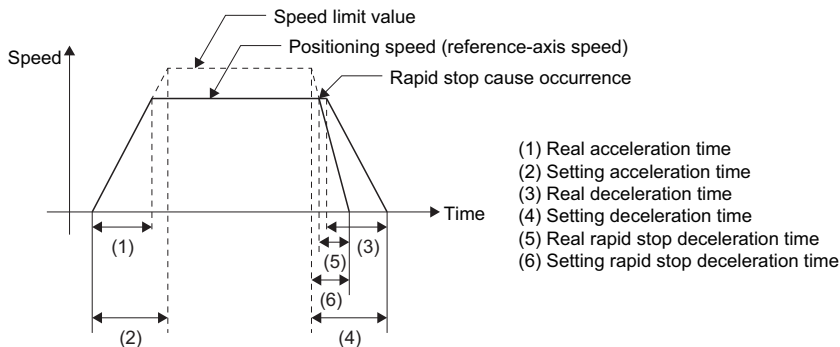 Speed limit value
Positioning speed (reference-axis speed)
Speed
Rapid stop cause occurrence
(1) Real acceleration time
(2) Setting acceleration time
(3) Real deceleration time
(4) Setting deceleration time
(5) Real rapid stop deceleration time
(6) Setting rapid stop deceleration time
Time
(1)
(5)
(3)
(6)
(2)
(4)